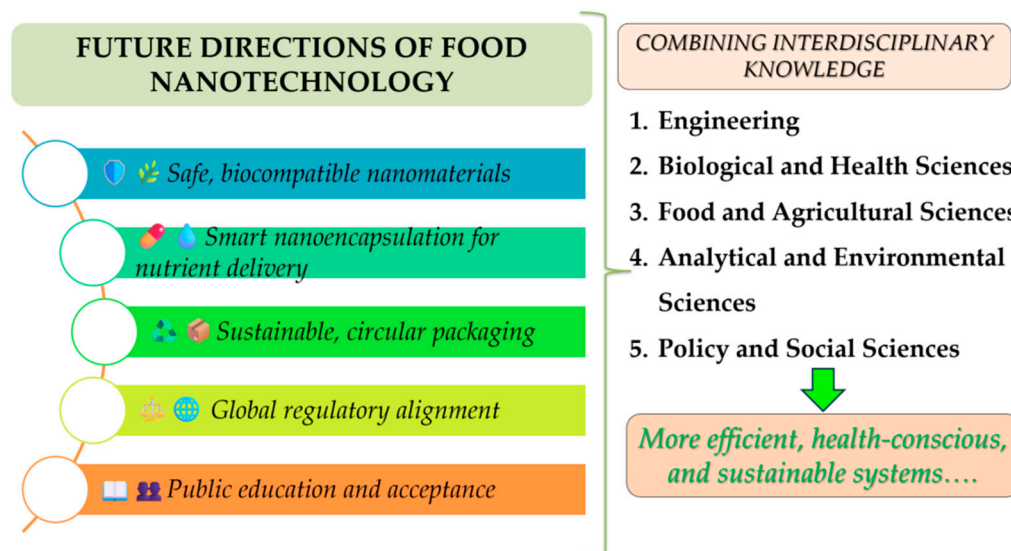 FUTURE DIRECTIONS OF FOOD
NANOTECHNOLOGY
Safe, biocompatible nanomaterials
Smart nanoencapsulation for
nutrient delivery
Sustainable, circular packaging
Global regulatory alignment
Public education and acceptance
COMBINING INTERDISCIPLINARY
KNOWLEDGE
1. Engineering
2. Biological and Health Sciences
3. Food and Agricultural Sciences
4. Analytical and Environmental
Sciences
5. Policy and Social Sciences
More efficient, health-conscious,
and sustainable systems....